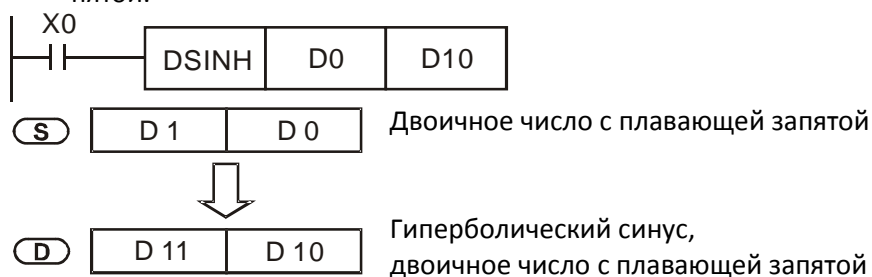 X0
DSINH D0 D10
S D 1 D 0 Двоичное число с плавающей запятой
D D 11 D 10 Гиперболический синус,
двоичное число с плавающей запятой